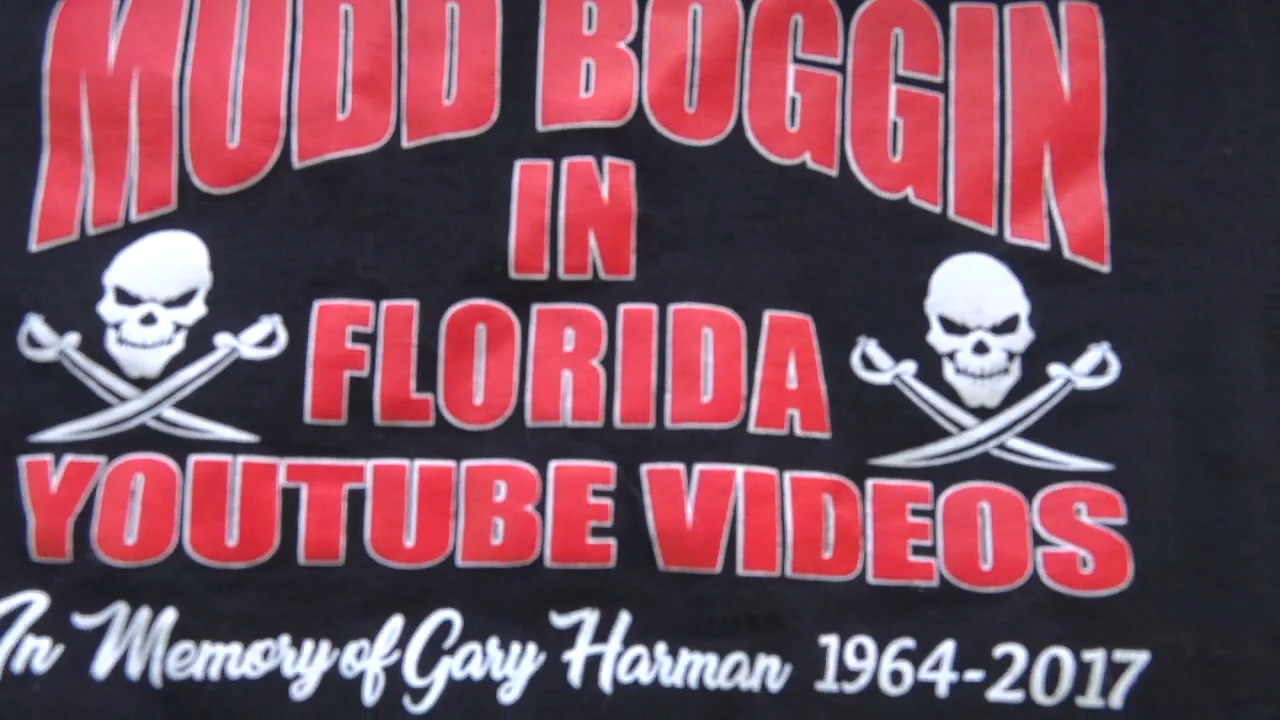 MUDD BOGGIN
IN
FLORIDA
YOUTUBE VIDEOS
In Memory of Gary Harman 1964-2017